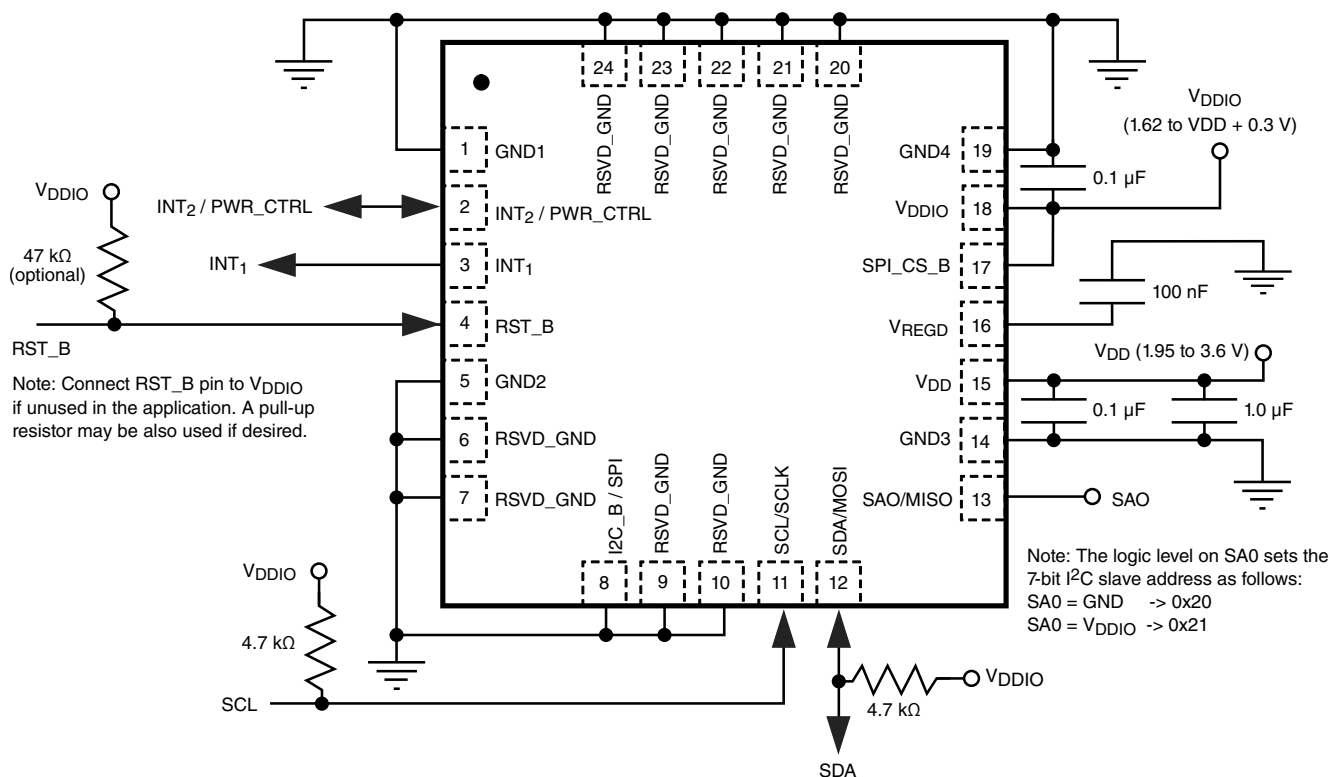 24
23
22
21
20
RSVD_GND
RSVD_GND
RSVD_GND
RSVD_GND
RSVD_GND
VDDIO
(1.62 to VDD + 0.3 V)
1
GND1
GND4
19
0.1 µF
VDDIO
INT2 / PWR_CTRL
2
INT2 / PWR_CTRL
VDDIO
18
47 kΩ
(optional)
INT1
3
INT1
SPI_CS_B
17
100 nF
4
RST_B
VREGD
16
RST_B
VDD (1.95 to 3.6 V)
Note: Connect RST_B pin to VDDIO
if unused in the application. A pull-up
resistor may be also used if desired.
5
GND2
VDD
15
0.1 µF
1.0 µF
6
RSVD_GND
GND3
14
7
RSVD_GND
SAO/MISO
13
SAO
I2C_B / SPI
RSVD_GND
RSVD_GND
SCL/SCLK
SDA/MOSI
8
9
10
11
12
Note: The logic level on SA0 sets the
7-bit I2C slave address as follows:
SA0 = GND -> 0x20
SA0 = VDDIO -> 0x21
VDDIO
4.7 kΩ
SCL
VDDIO
4.7 kΩ
SDA